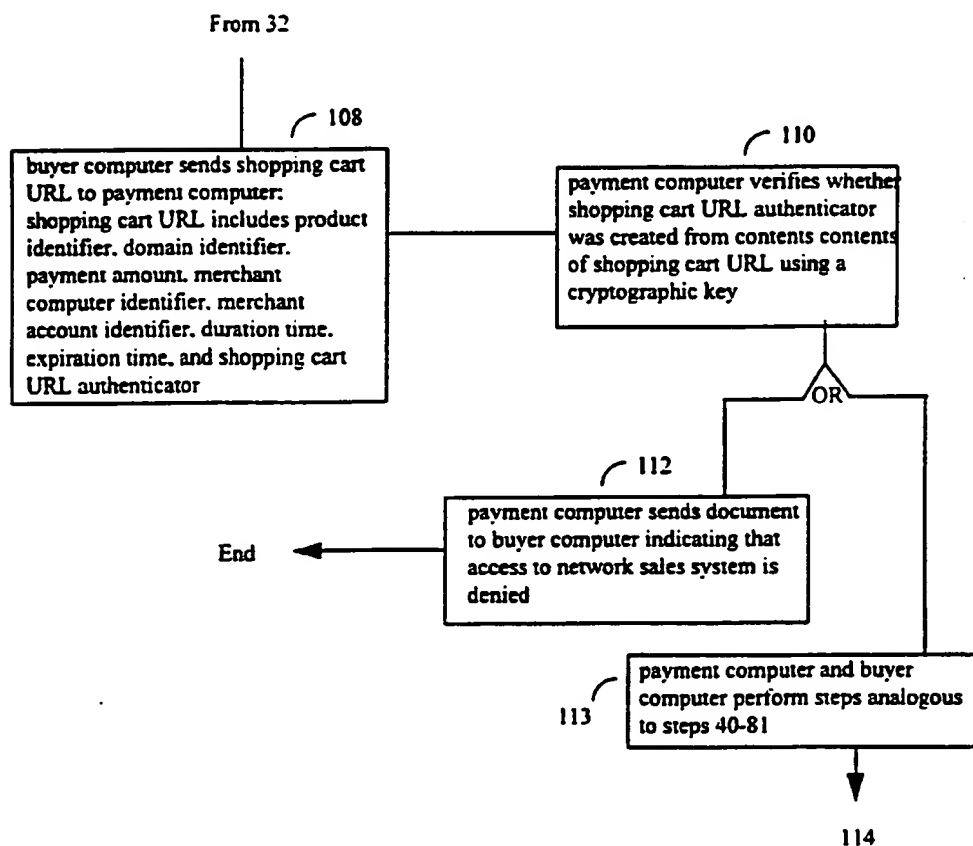 From 32
108
buyer computer sends shopping cart
URL to payment computer:
shopping cart URL includes product
identifier. domain identifier.
payment amount. merchant
computer identifier. merchant
account identifier. duration time.
expiration time. and shopping cart
URL authenticator
110
payment computer verifies whether
shopping cart URL authenticator
was created from contents contents
of shopping cart URL using a
cryptographic key
OR
112
payment computer sends document
to buyer computer indicating that
access to network sales system is
denied
End
113
payment computer and buyer
computer perform steps analogous
to steps 40-81
114